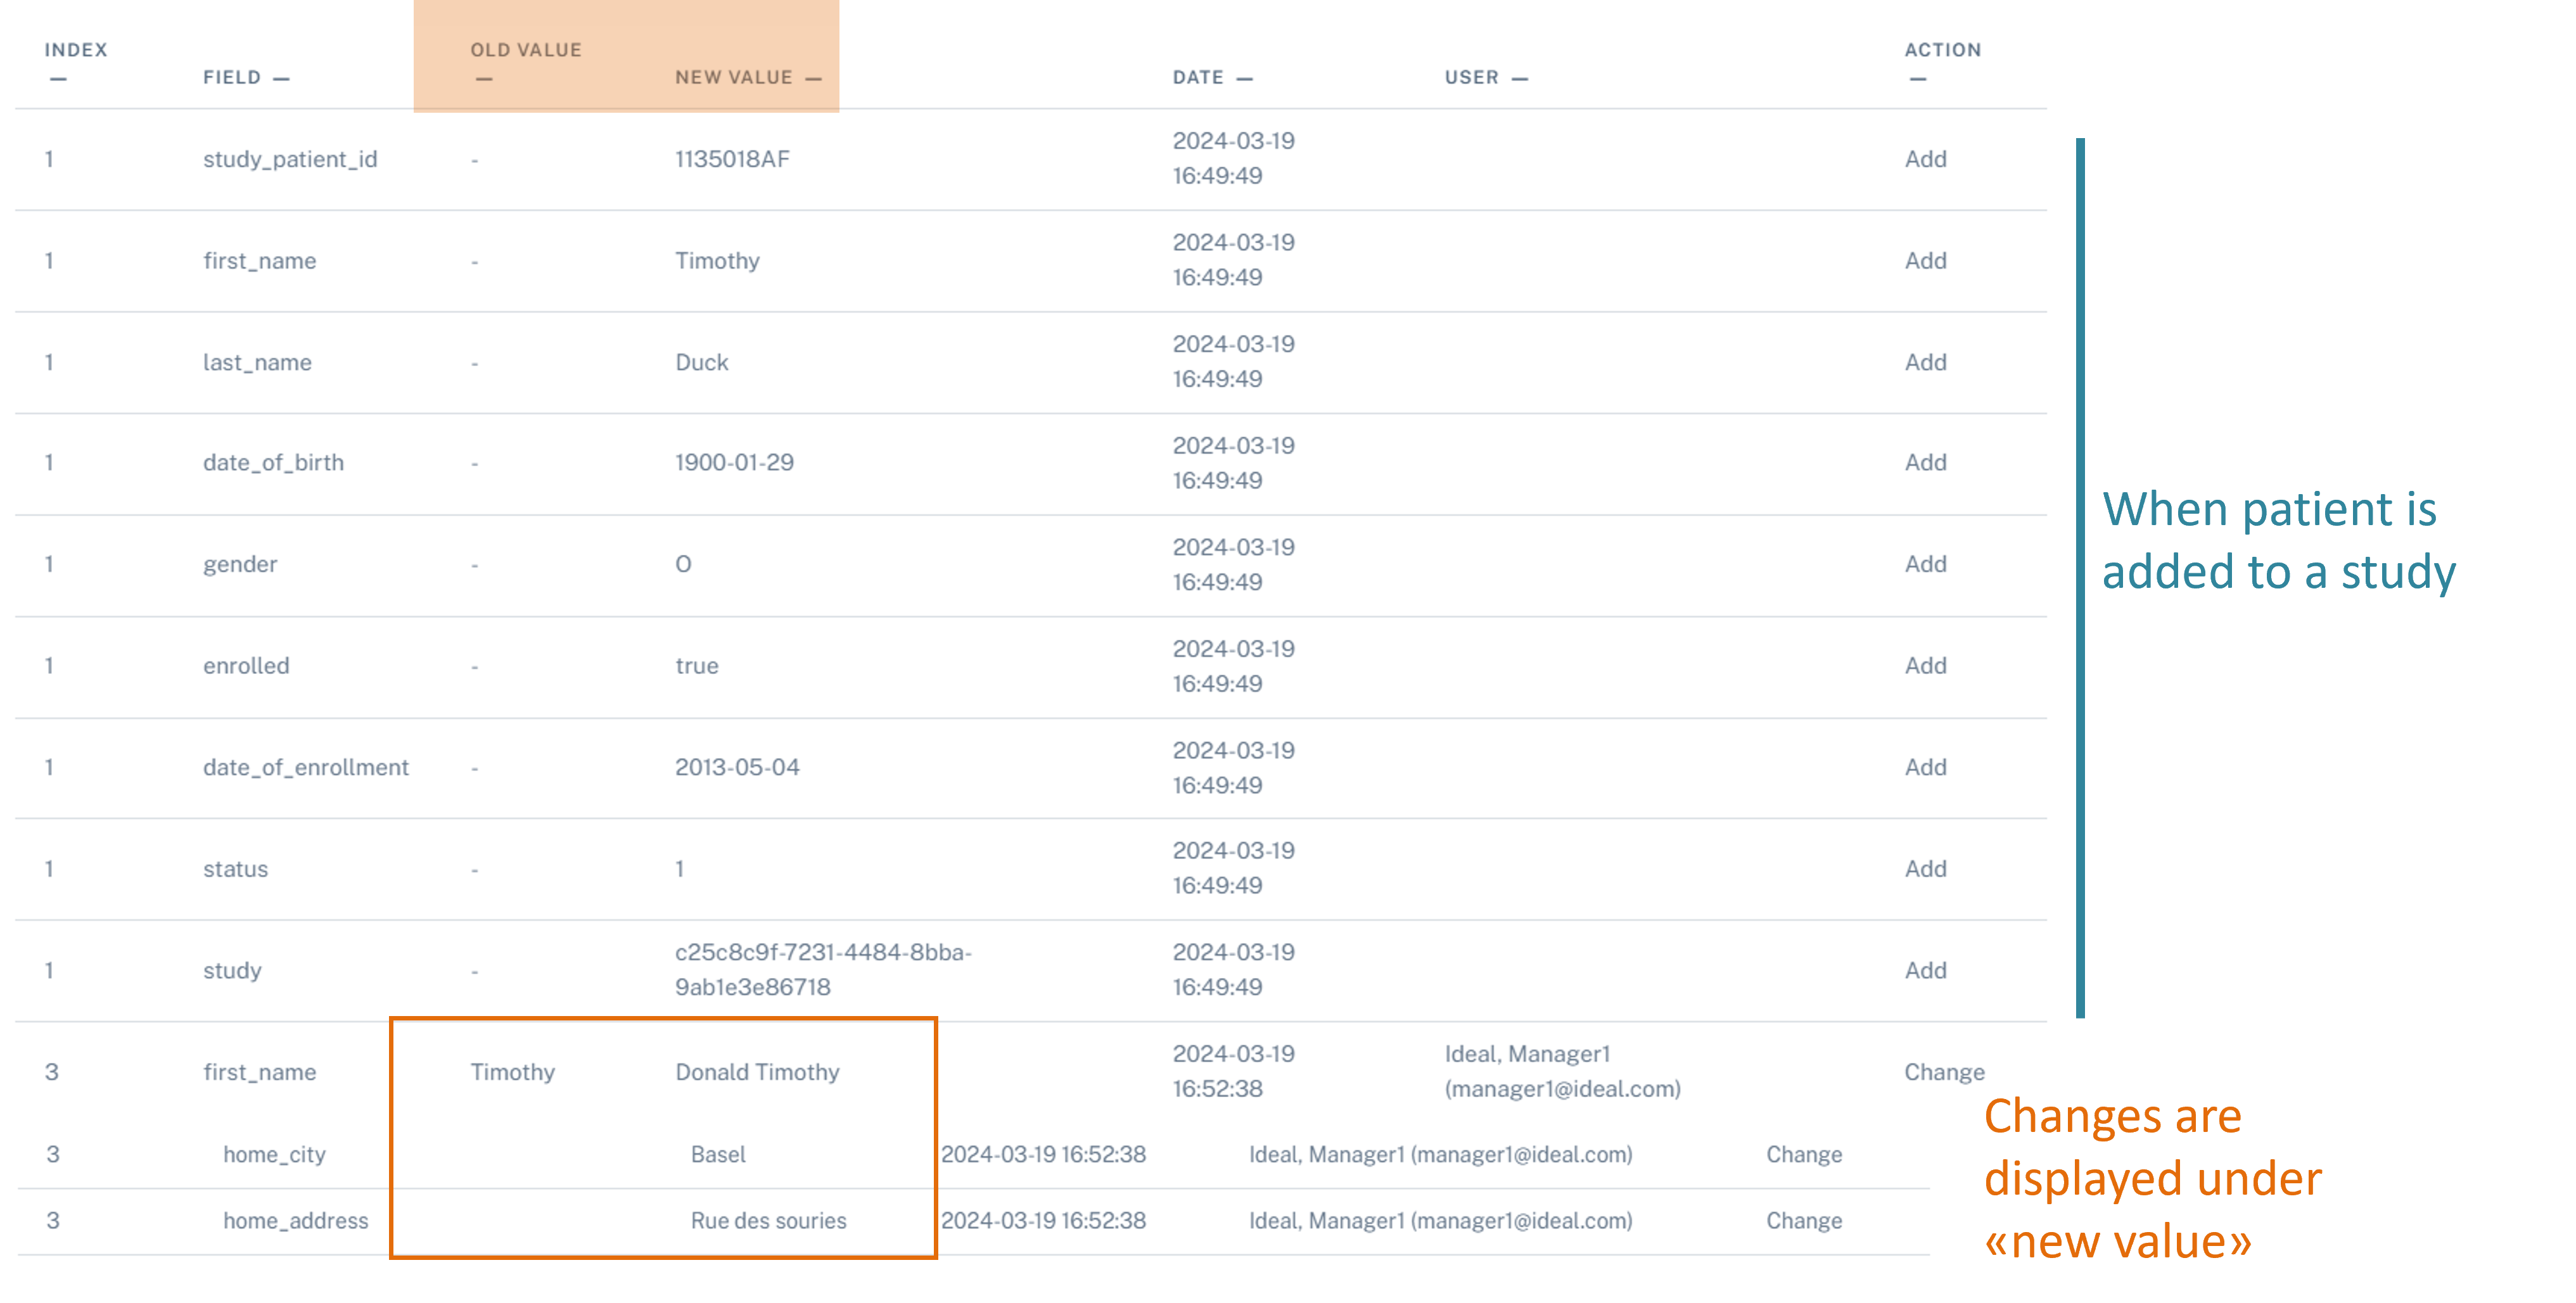 INDEX — FIELD — OLD VALUE — NEW VALUE — DATE — USER — ACTION —
1 study_patient_id - 1135018AF 2024-03-19 16:49:49 Add
1 first_name - Timothy 2024-03-19 16:49:49 Add
1 last_name - Duck 2024-03-19 16:49:49 Add
1 date_of_birth - 1900-01-29 2024-03-19 16:49:49 Add
1 gender - O 2024-03-19 16:49:49 Add
1 enrolled - true 2024-03-19 16:49:49 Add
1 date_of_enrollment - 2013-05-04 2024-03-19 16:49:49 Add
1 status - 1 2024-03-19 16:49:49 Add
1 study - c25c8c9f-7231-4484-8bba-9ab1e3e86718 2024-03-19 16:49:49 Add
3 first_name Timothy Donald Timothy 2024-03-19 16:52:38 Ideal, Manager1 (manager1@ideal.com) Change
3 home_city Basel 2024-03-19 16:52:38 Ideal, Manager1 (manager1@ideal.com) Change
3 home_address Rue des souries 2024-03-19 16:52:38 Ideal, Manager1 (manager1@ideal.com) Change
When patient is
added to a study
Changes are
displayed under
«new value»